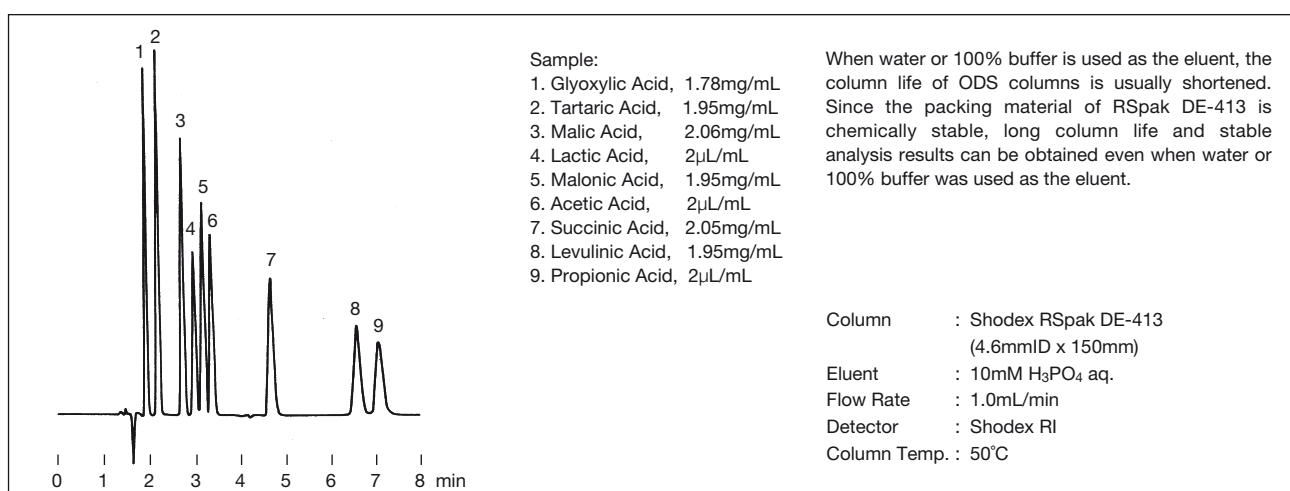 1
2
3
4
5
6
7
8
9
0 1 2 3 4 5 6 7 8 min
Sample:
1. Glyoxylic Acid, 1.78mg/mL
2. Tartaric Acid, 1.95mg/mL
3. Malic Acid, 2.06mg/mL
4. Lactic Acid, 2µL/mL
5. Malonic Acid, 1.95mg/mL
6. Acetic Acid, 2µL/mL
7. Succinic Acid, 2.05mg/mL
8. Levulinic Acid, 1.95mg/mL
9. Propionic Acid, 2µL/mL
When water or 100% buffer is used as the eluent, the
column life of ODS columns is usually shortened.
Since the packing material of RSpak DE-413 is
chemically stable, long column life and stable
analysis results can be obtained even when water or
100% buffer was used as the eluent.
Column : Shodex RSpak DE-413
(4.6mmID x 150mm)
Eluent : 10mM H₃PO₄ aq.
Flow Rate : 1.0mL/min
Detector : Shodex RI
Column Temp. : 50°C